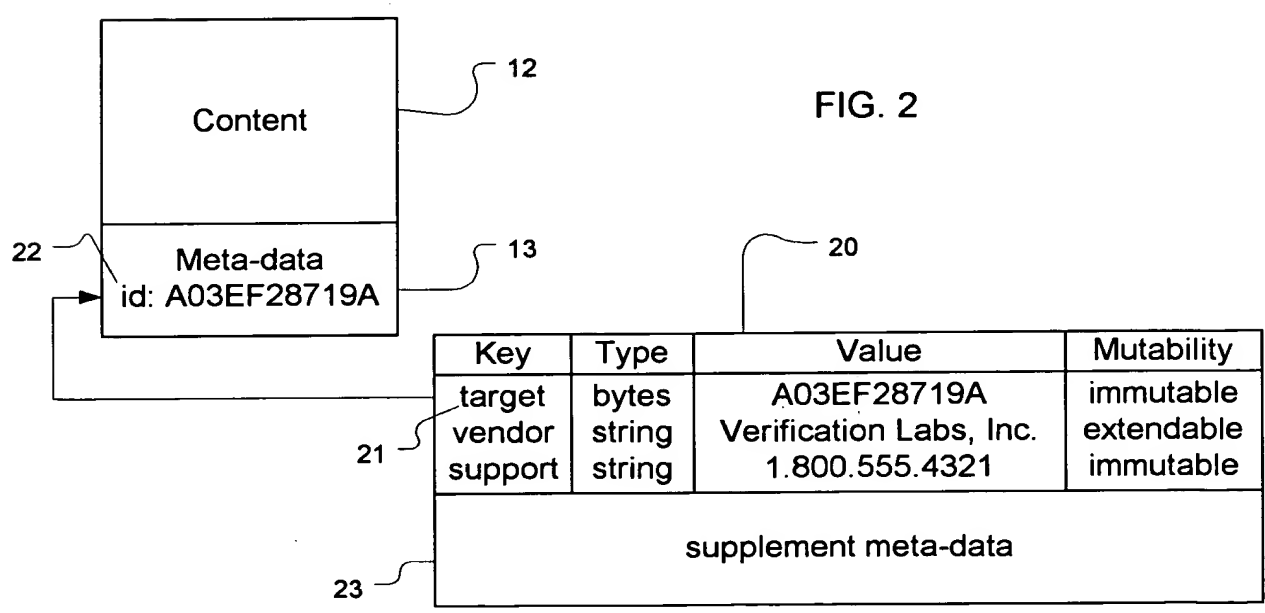 12
Content
FIG. 2
22
Meta-data
13
20
id: A03EF28719A
Key Type Value Mutability
target bytes A03EF28719A immutable
vendor string Verification Labs, Inc. extendable
21
support string 1.800.555.4321 immutable
supplement meta-data
23